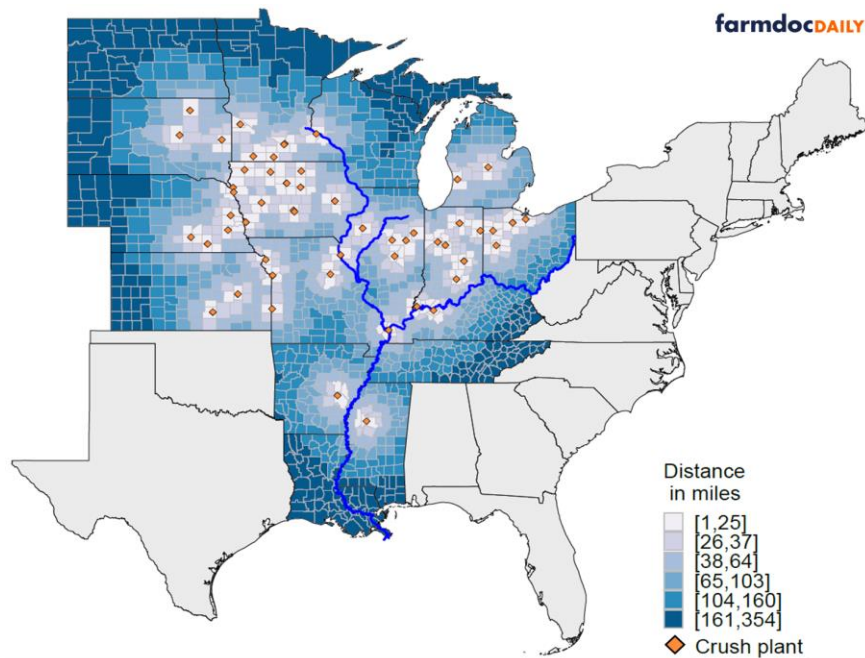 farmdocDAILY
Distance
in miles
[1,25]
[26,37]
[38,64]
[65,103]
[104,160]
[161,354]
Crush plant